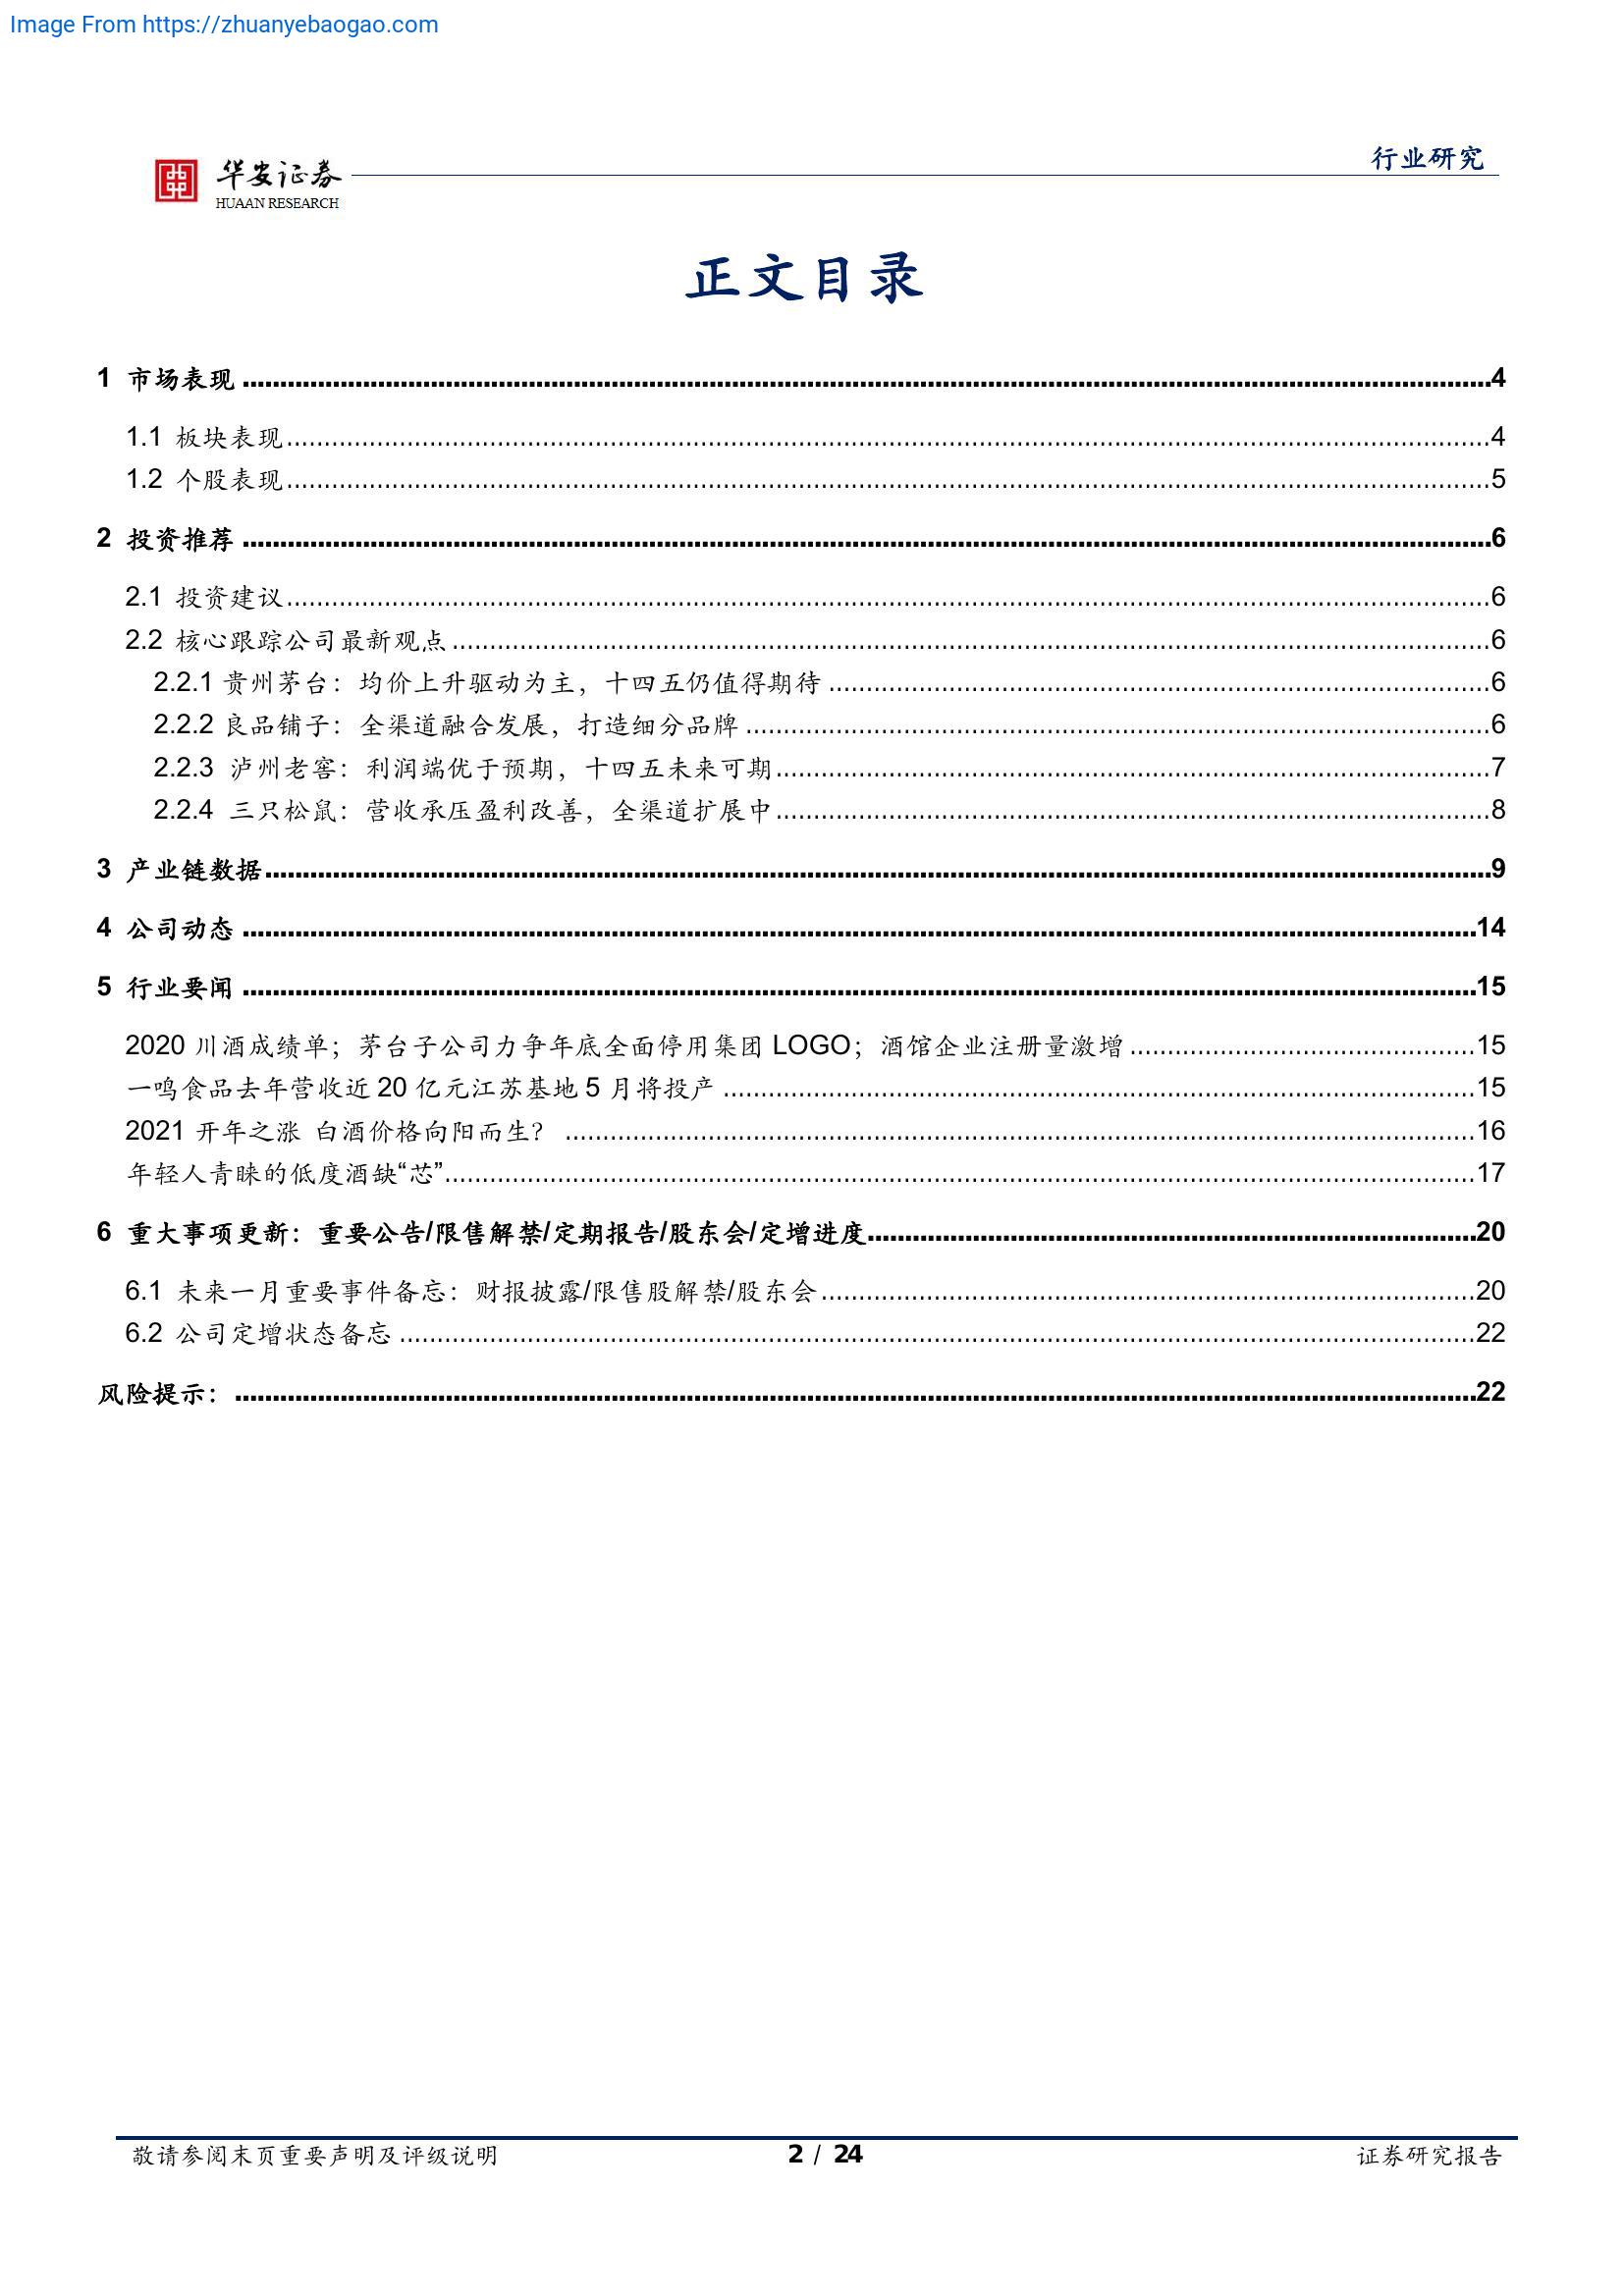 Image From https://zhuanyebaogao.com
行业研究
华安证券
HUAAN RESEARCH
正文目录
1 市场表现 ........................................................ 4
1.1 板块表现 ........................................................ 4
1.2 个股表现 ........................................................ 5
2 投资推荐 ........................................................ 6
2.1 投资建议 ........................................................ 6
2.2 核心跟踪公司最新观点 ........................................................ 6
2.2.1 贵州茅台：均价上升驱动为主，十四五仍值得期待 ........................................................ 6
2.2.2 良品铺子：全渠道融合发展，打造细分品牌 ........................................................ 6
2.2.3 泸州老窖：利润端优于预期，十四五未来可期 ........................................................ 7
2.2.4 三只松鼠：营收承压盈利改善，全渠道扩展中 ........................................................ 8
3 产业链数据 ........................................................ 9
4 公司动态 ........................................................ 14
5 行业要闻 ........................................................ 15
2020 川酒成绩单；茅台子公司力争年底全面停用集团 LOGO；酒馆企业注册量激增 ........................................................ 15
一鸣食品去年营收近 20 亿元江苏基地 5 月将投产 ........................................................ 15
2021 开年之涨 白酒价格向阳而生？ ........................................................ 16
年轻人青睐的低度酒缺“芯” ........................................................ 17
6 重大事项更新：重要公告/限售解禁/定期报告/股东会/定增进度 ........................................................ 20
6.1 未来一月重要事件备忘：财报披露/限售股解禁/股东会 ........................................................ 20
6.2 公司定增状态备忘 ........................................................ 22
风险提示： ........................................................ 22
敬请参阅末页重要声明及评级说明
2 / 24
证券研究报告